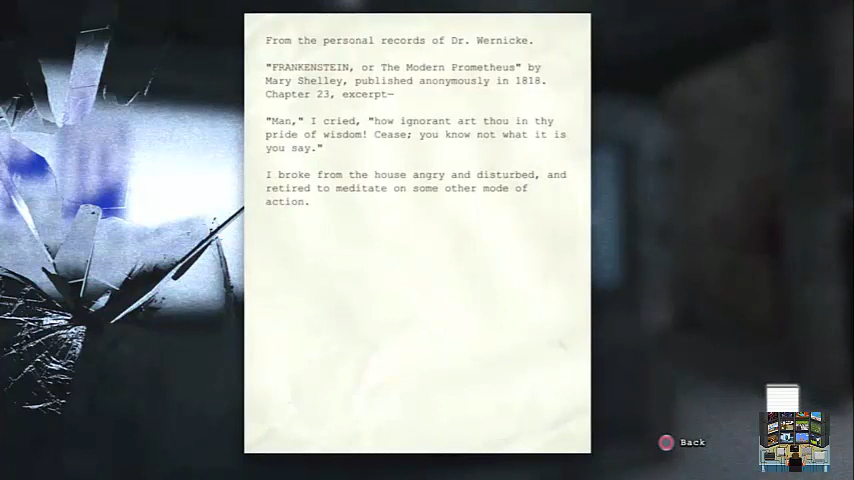 From the personal records of Dr. Wernicke.
"FRANKENSTEIN, or The Modern Prometheus" by
Mary Shelley, published anonymously in 1818.
Chapter 23, excerpt—
"Man," I cried, "how ignorant art thou in thy
pride of wisdom! Cease; you know not what it is
you say."
I broke from the house angry and disturbed, and
retired to meditate on some other mode of
action.
Back